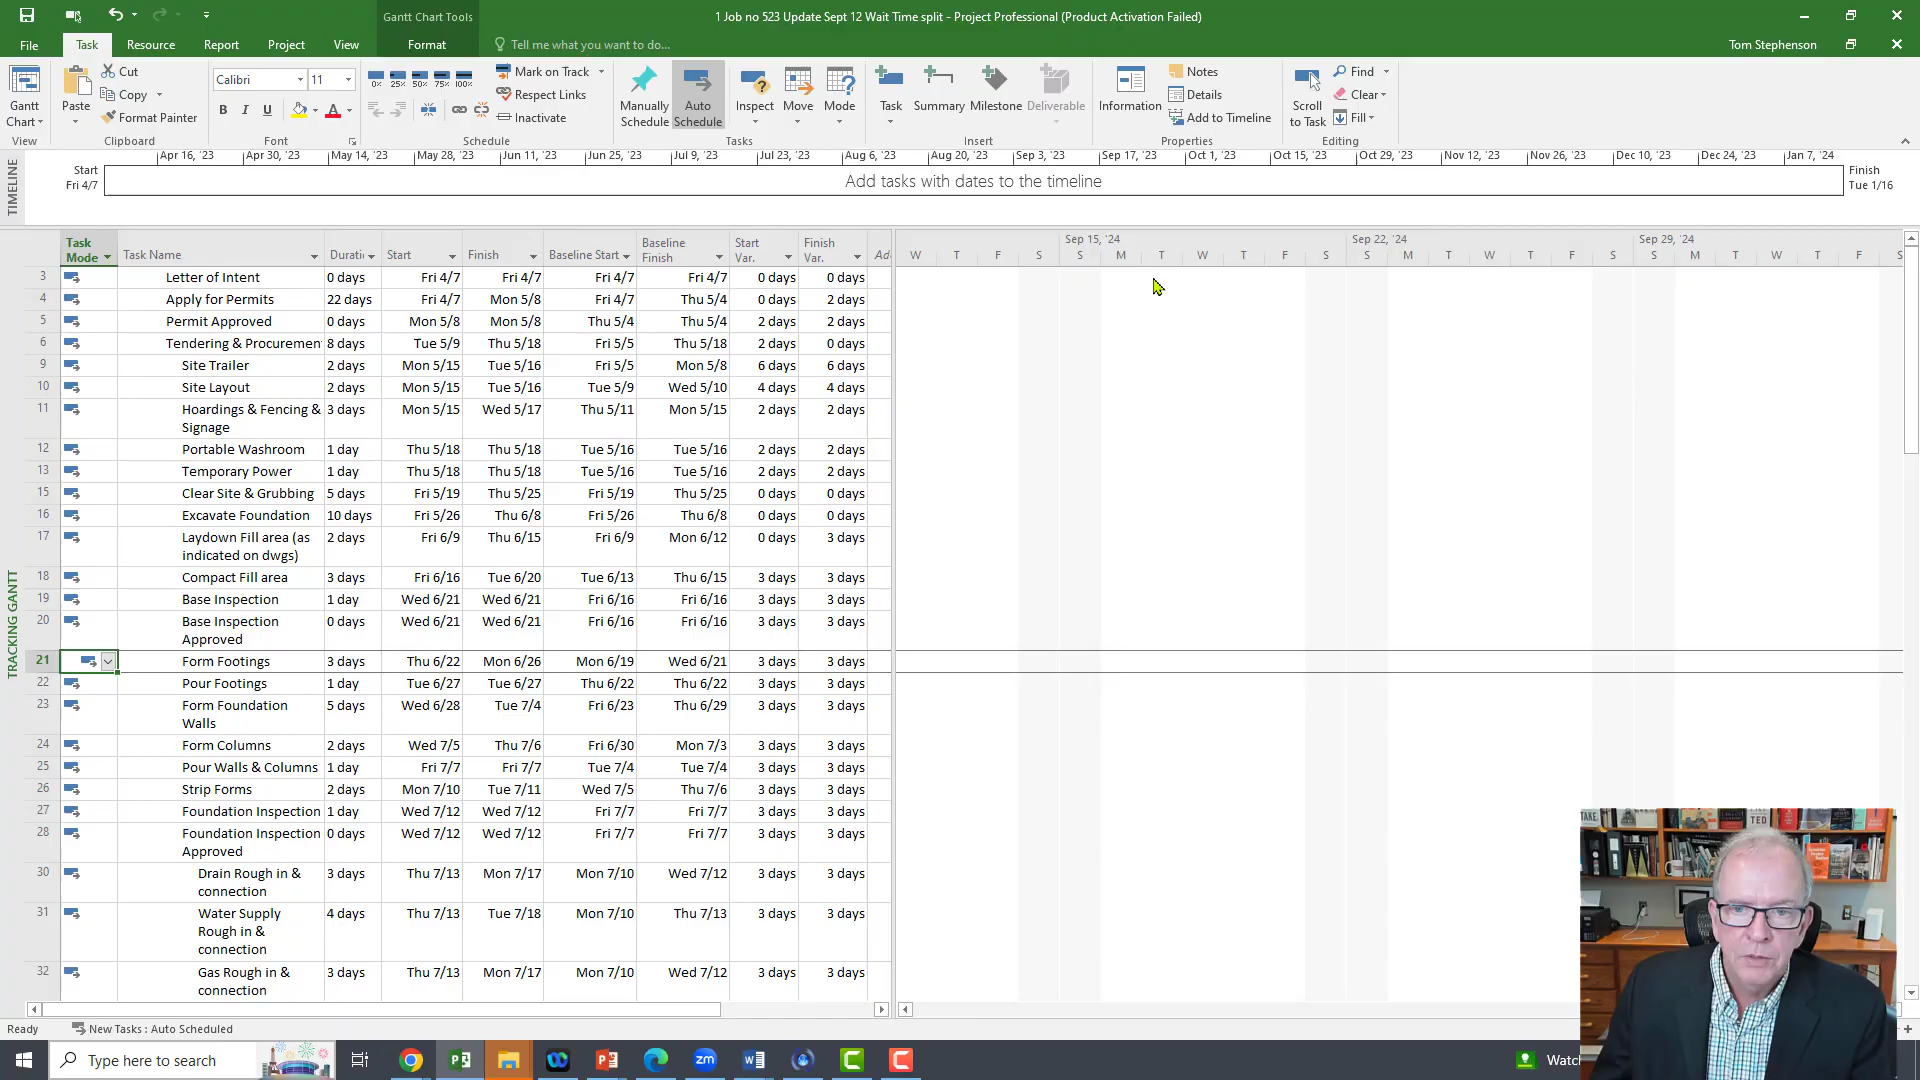 Gantt Chart Tools
1 Job no 523 Update Sept 12 Wait Time split - Project Professional (Product Activation Failed)
File Task Resource Report Project View Format Tell me what you want to do... Tom Stephenson
Gantt Chart
View
Paste
Cut
Copy
Format Painter
Clipboard
Calibri 11
B I U A
Font
0% 25% 50% 75% 100%
Mark on Track
Respect Links
Inactivate
Schedule
Manually Schedule
Auto Schedule
Inspect
Move
Mode
Tasks
Task
Summary
Milestone
Deliverable
Insert
Information
Notes
Details
Add to Timeline
Properties
Scroll to Task
Find
Clear
Fill
Editing
TIMELINE
Apr 16, '23 Apr 30, '23 May 14, '23 May 28, '23 Jun 11, '23 Jun 25, '23 Jul 9, '23 Jul 23, '23 Aug 6, '23 Aug 20, '23 Sep 3, '23 Sep 17, '23 Oct 1, '23 Oct 15, '23 Oct 29, '23 Nov 12, '23 Nov 26, '23 Dec 10, '23 Dec 24, '23 Jan 7, '24
Start
Fri 4/7
Add tasks with dates to the timeline
Finish
Tue 1/16
TRACKING GANTT
Task Mode Task Name Durati Start Finish Baseline Start Baseline Finish Start Var. Finish Var. Ad
Sep 15, '24 Sep 22, '24 Sep 29, '24
W T F S S M T W T F S S M T W T F S S M T W T F S
3 Letter of Intent 0 days Fri 4/7 Fri 4/7 Fri 4/7 Fri 4/7 0 days 0 days
4 Apply for Permits 22 days Fri 4/7 Mon 5/8 Fri 4/7 Thu 5/4 0 days 2 days
5 Permit Approved 0 days Mon 5/8 Mon 5/8 Thu 5/4 Thu 5/4 2 days 2 days
6 Tendering & Procuremen 8 days Tue 5/9 Thu 5/18 Fri 5/5 Thu 5/18 2 days 0 days
9 Site Trailer 2 days Mon 5/15 Tue 5/16 Fri 5/5 Mon 5/8 6 days 6 days
10 Site Layout 2 days Mon 5/15 Tue 5/16 Tue 5/9 Wed 5/10 4 days 4 days
11 Hoardings & Fencing & 3 days Mon 5/15 Wed 5/17 Thu 5/11 Mon 5/15 2 days 2 days
Signage
12 Portable Washroom 1 day Thu 5/18 Thu 5/18 Tue 5/16 Tue 5/16 2 days 2 days
13 Temporary Power 1 day Thu 5/18 Thu 5/18 Tue 5/16 Tue 5/16 2 days 2 days
15 Clear Site & Grubbing 5 days Fri 5/19 Thu 5/25 Fri 5/19 Thu 5/25 0 days 0 days
16 Excavate Foundation 10 days Fri 5/26 Thu 6/8 Fri 5/26 Thu 6/8 0 days 0 days
17 Laydown Fill area (as 2 days Fri 6/9 Thu 6/15 Fri 6/9 Mon 6/12 0 days 3 days
indicated on dwgs)
18 Compact Fill area 3 days Fri 6/16 Tue 6/20 Tue 6/13 Thu 6/15 3 days 3 days
19 Base Inspection 1 day Wed 6/21 Wed 6/21 Fri 6/16 Fri 6/16 3 days 3 days
20 Base Inspection 0 days Wed 6/21 Wed 6/21 Fri 6/16 Fri 6/16 3 days 3 days
Approved
21 Form Footings 3 days Thu 6/22 Mon 6/26 Mon 6/19 Wed 6/21 3 days 3 days
22 Pour Footings 1 day Tue 6/27 Tue 6/27 Thu 6/22 Thu 6/22 3 days 3 days
23 Form Foundation 5 days Wed 6/28 Tue 7/4 Fri 6/23 Thu 6/29 3 days 3 days
Walls
24 Form Columns 2 days Wed 7/5 Thu 7/6 Fri 6/30 Mon 7/3 3 days 3 days
25 Pour Walls & Columns 1 day Fri 7/7 Fri 7/7 Tue 7/4 Tue 7/4 3 days 3 days
26 Strip Forms 2 days Mon 7/10 Tue 7/11 Wed 7/5 Thu 7/6 3 days 3 days
27 Foundation Inspection 1 day Wed 7/12 Wed 7/12 Fri 7/7 Fri 7/7 3 days 3 days
28 Foundation Inspection 0 days Wed 7/12 Wed 7/12 Fri 7/7 Fri 7/7 3 days 3 days
Approved
30 Drain Rough in & 3 days Thu 7/13 Mon 7/17 Mon 7/10 Wed 7/12 3 days 3 days
connection
31 Water Supply 4 days Thu 7/13 Tue 7/18 Mon 7/10 Thu 7/13 3 days 3 days
Rough in &
connection
32 Gas Rough in & 3 days Thu 7/13 Mon 7/17 Mon 7/10 Wed 7/12 3 days 3 days
connection
Ready New Tasks : Auto Scheduled
Type here to search
zm
Watc
TAKE
TED